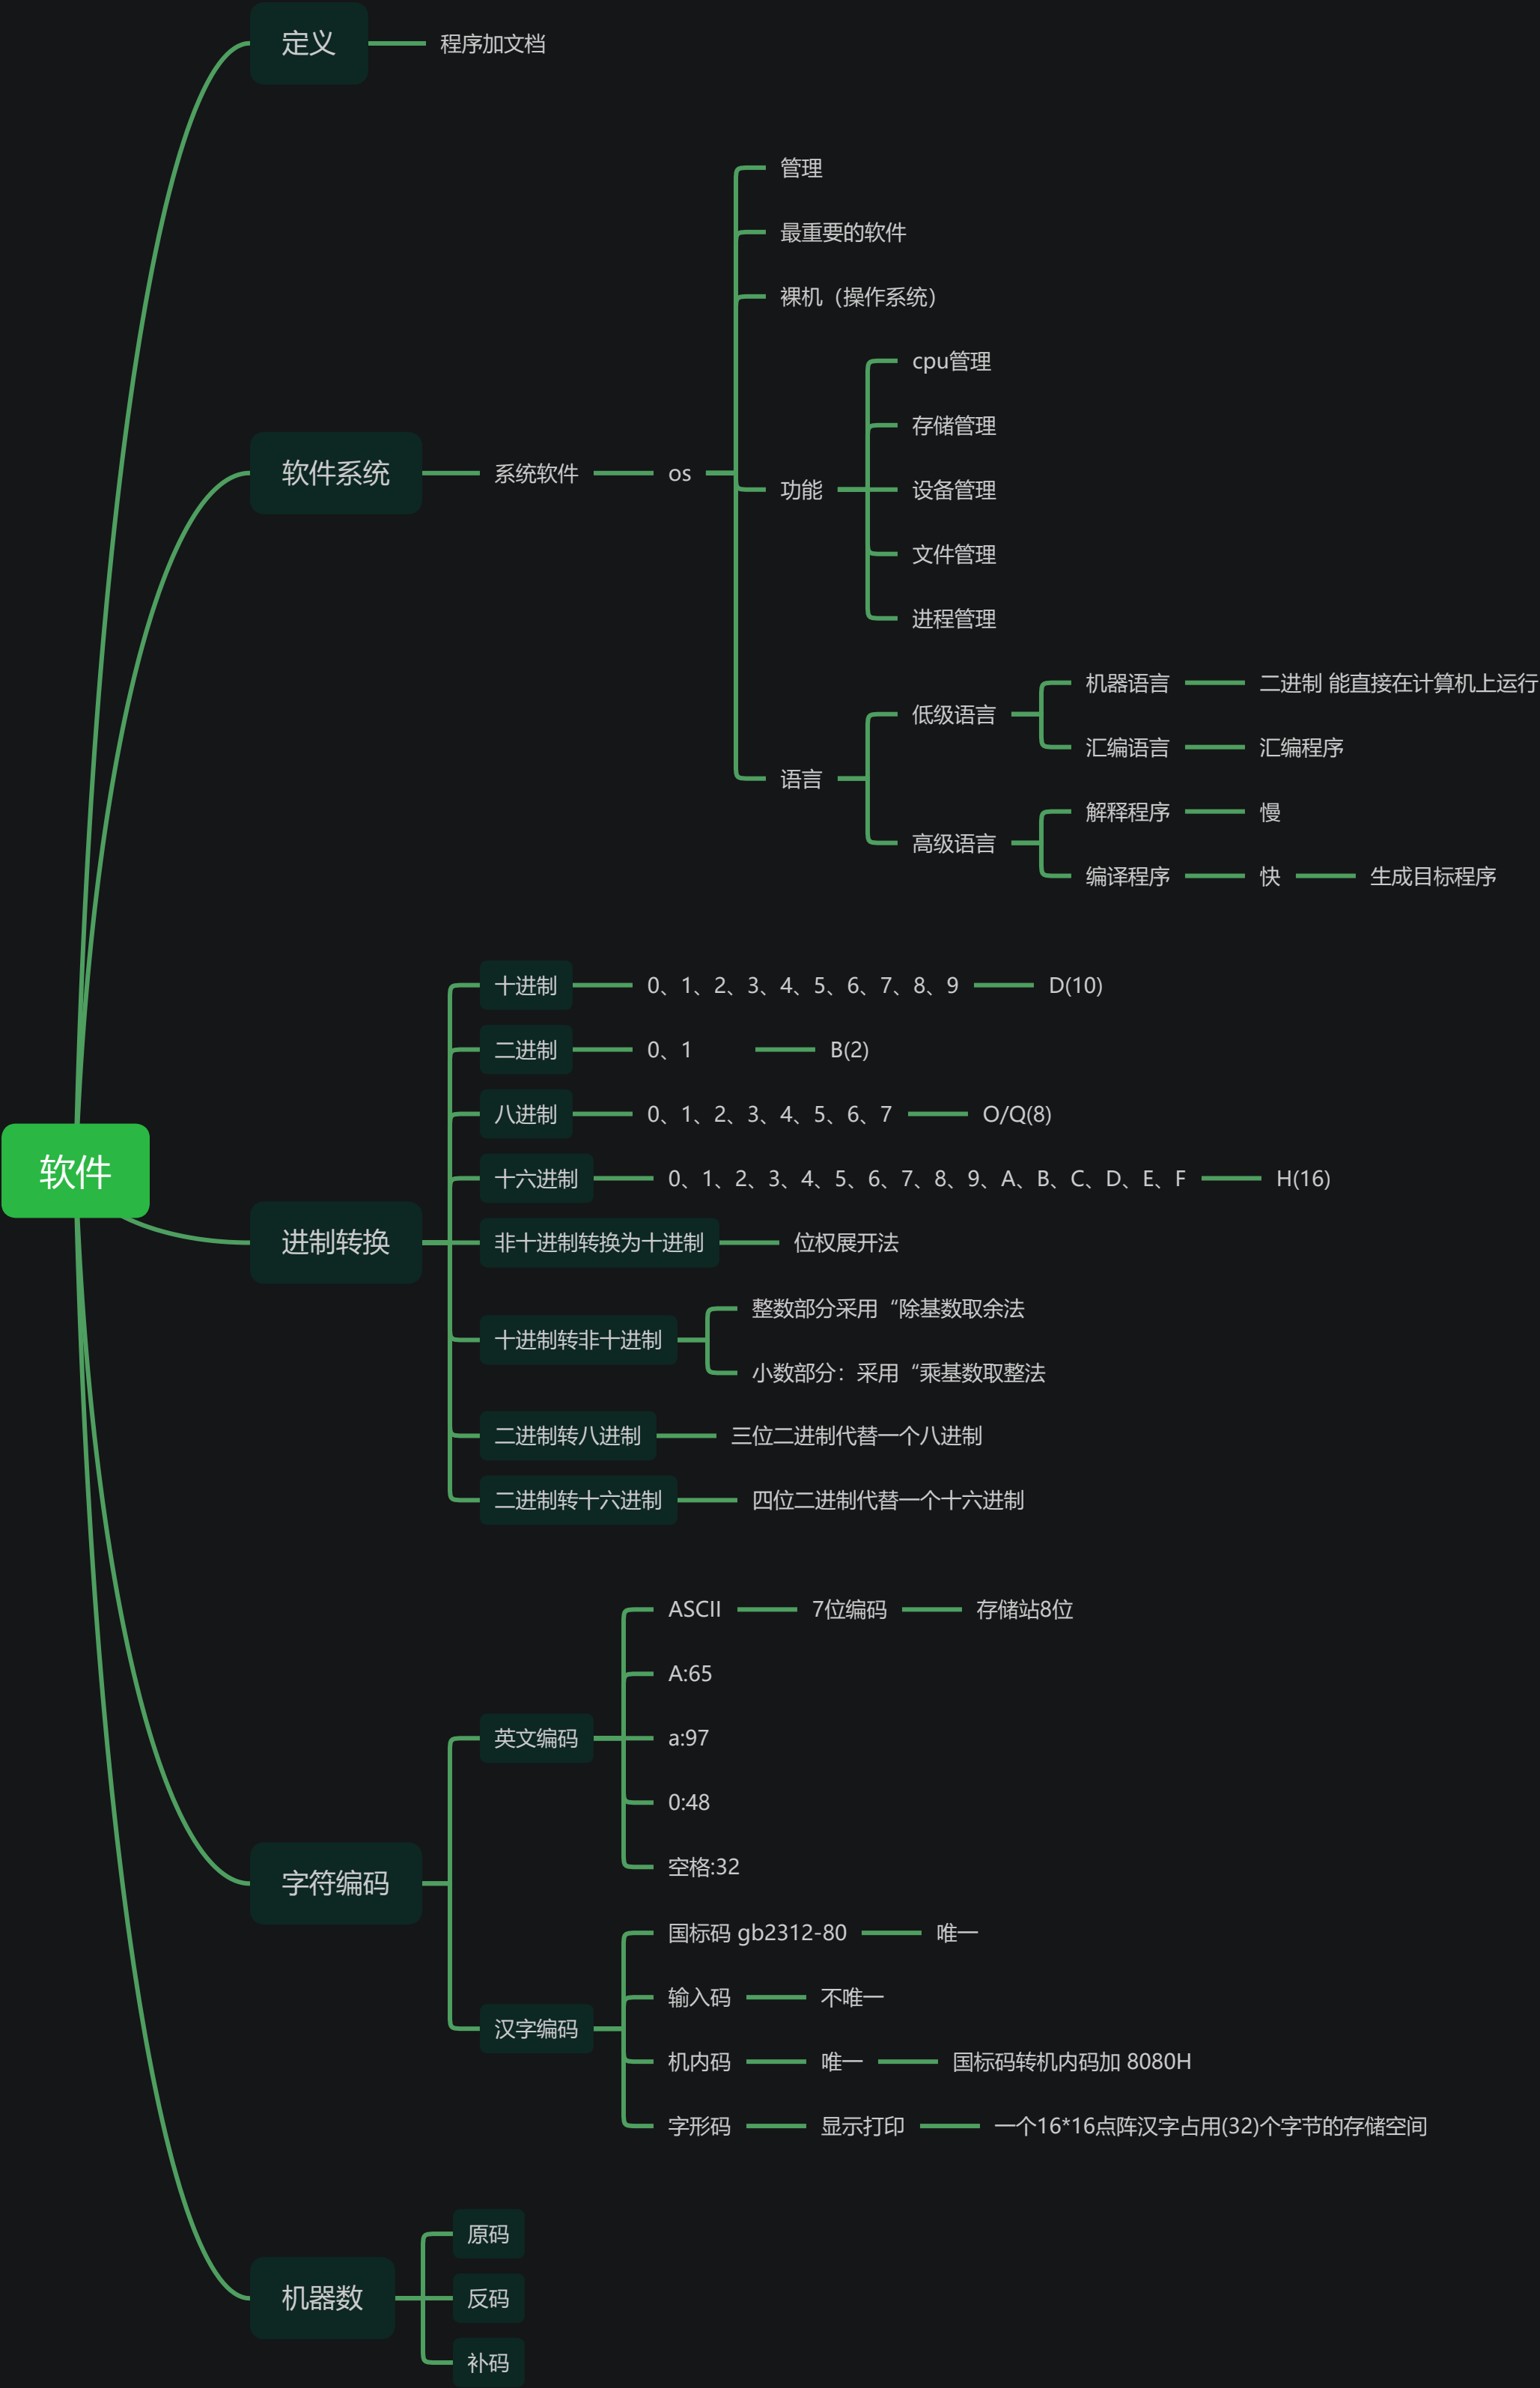 定义
程序加文档
管理
最重要的软件
裸机（操作系统）
cpu管理
存储管理
软件系统
系统软件
os
功能
设备管理
文件管理
进程管理
机器语言
二进制 能直接在计算机上运行
低级语言
汇编语言
汇编程序
语言
解释程序
慢
高级语言
编译程序
快
生成目标程序
十进制
0、1、2、3、4、5、6、7、8、9
D(10)
二进制
0、1
B(2)
八进制
0、1、2、3、4、5、6、7
O/Q(8)
软件
十六进制
0、1、2、3、4、5、6、7、8、9、A、B、C、D、E、F
H(16)
进制转换
非十进制转换为十进制
位权展开法
整数部分采用“除基数取余法
十进制转非十进制
小数部分：采用“乘基数取整法
二进制转八进制
三位二进制代替一个八进制
二进制转十六进制
四位二进制代替一个十六进制
ASCII
7位编码
存储站8位
A:65
英文编码
a:97
0:48
空格:32
字符编码
国标码 gb2312-80
唯一
输入码
不唯一
汉字编码
机内码
唯一
国标码转机内码加 8080H
字形码
显示打印
一个16*16点阵汉字占用(32)个字节的存储空间
原码
机器数
反码
补码